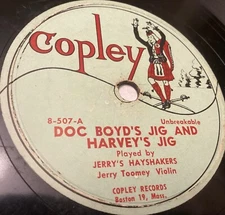 Copley
8-507-A
Unbreakable
DOC BOYD'S JIG AND
HARVEY'S JIG
Played by
JERRY'S HAYSHAKERS
Jerry Toomey Violin
COPLEY RECORDS
Boston 19, Mass.